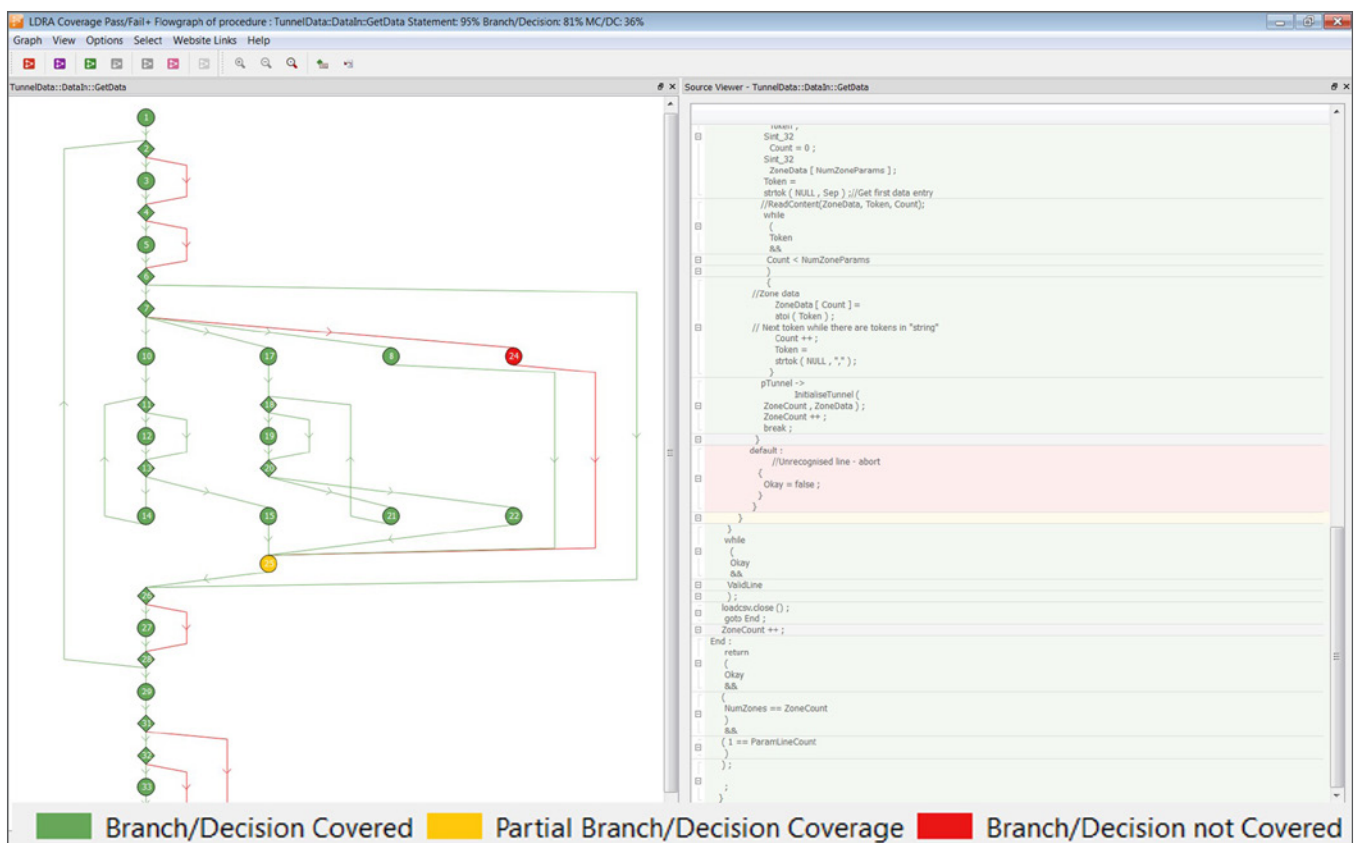 LDRA Coverage Pass/Fail+ Flowgraph of procedure : TunnelData::DataIn::GetData Statement: 95% Branch/Decision: 81% MC/DC: 36%
Graph View Options Select Website Links Help
TunnelData::DataIn::GetData
1
2
3
4
5
6
7
10
17
8
24
11
18
12
19
13
20
14
15
21
22
25
26
27
28
29
31
32
33
Source Viewer - TunnelData::DataIn::GetData
Token ,
Sint_32
Count = 0 ;
Sint_32
ZoneData [ NumZoneParams ] ;
Token =
strtok ( NULL , Sep ) ;//Get first data entry
//ReadContent(ZoneData, Token, Count);
while
(
Token
&&
Count < NumZoneParams
)
{
//Zone data
ZoneData [ Count ] =
atoi ( Token ) ;
// Next token while there are tokens in "string"
Count ++ ;
Token =
strtok ( NULL , "," ) ;
}
pTunnel ->
InitialiseTunnel (
ZoneCount , ZoneData ) ;
ZoneCount ++ ;
break ;
}
default :
//Unrecognised line - abort
{
Okay = false ;
}
}
}
}
while
(
Okay
&&
ValidLine
) ;
loadcsv.close () ;
goto End ;
ZoneCount ++ ;
End :
return
(
Okay
&&
(
NumZones == ZoneCount
)
&&
( 1 == ParamLineCount
)
) ;
;
}
Branch/Decision Covered Partial Branch/Decision Coverage Branch/Decision not Covered